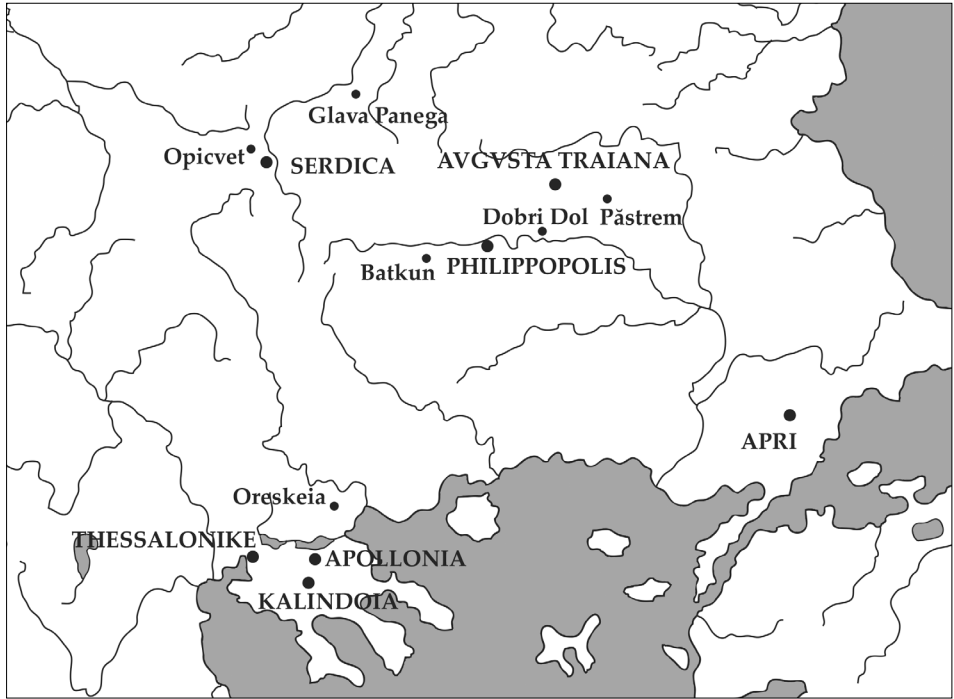 Glava Panega
Opicvet
SERDICA
AVGVSTA TRAIANA
Dobri Dol
Păstrem
Batkun
PHILIPPOPOLIS
APRI
Oreskeia
THESSALONIKE
APOLLONIA
KALINDOIA